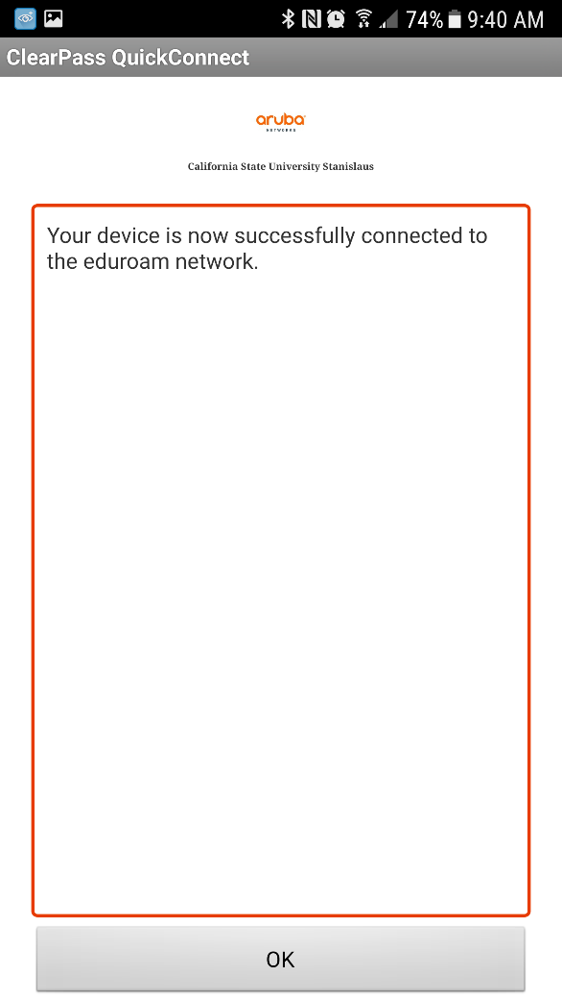 74% 9:40 AM
ClearPass QuickConnect
aruba
NETWORKS
California State University Stanislaus
Your device is now successfully connected to
the eduroam network.
OK